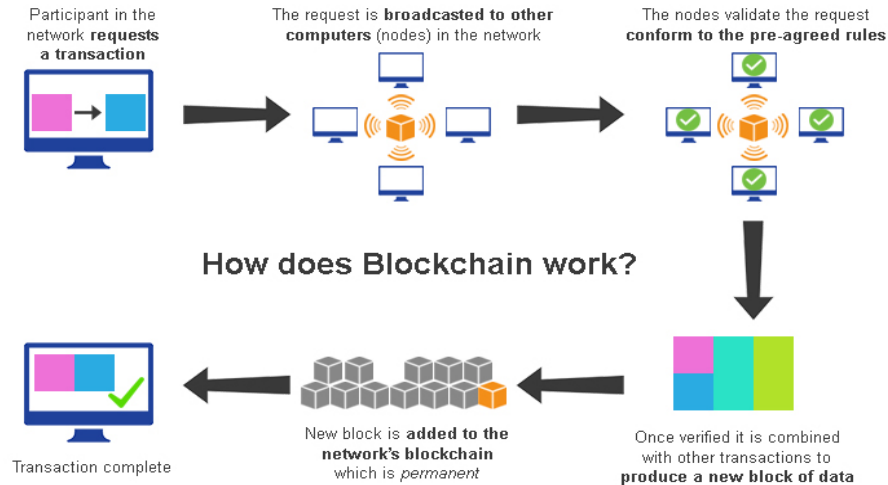 Participant in the
network requests
a transaction
The request is broadcasted to other
computers (nodes) in the network
The nodes validate the request
conform to the pre-agreed rules
How does Blockchain work?
Once verified it is combined
with other transactions to
produce a new block of data
New block is added to the
network's blockchain
which is permanent
Transaction complete